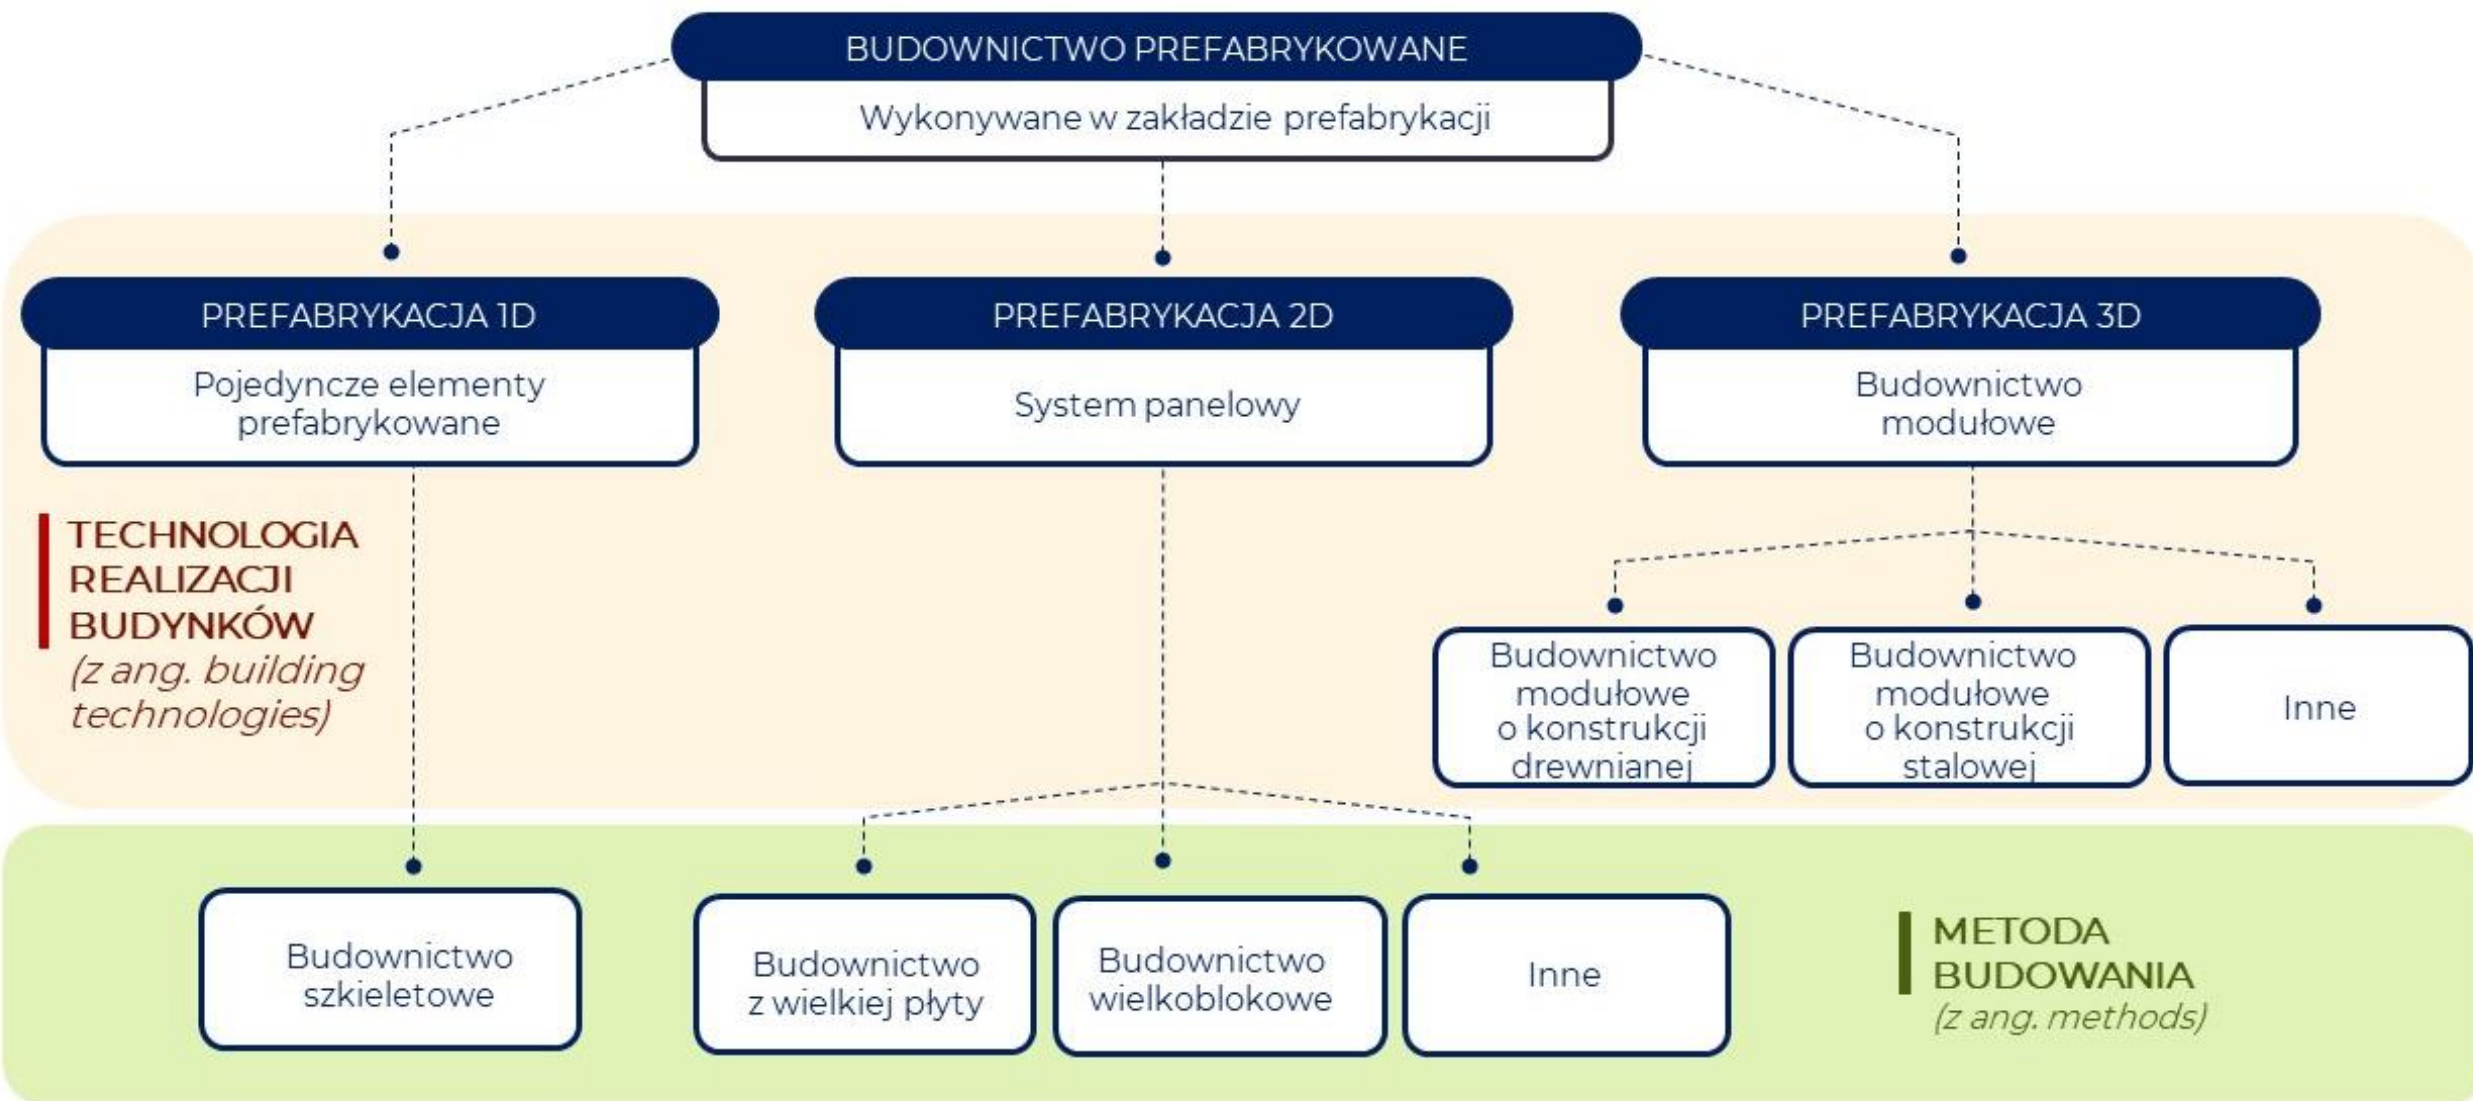 BUDOWNICTWO PREFABRYKOWANE
Wykonywane w zakładzie prefabrykacji
PREFABRYKACJA 1D
Pojedyncze elementy
prefabrykowane
PREFABRYKACJA 2D
System panelowy
PREFABRYKACJA 3D
Budownictwo
modułowe
TECHNOLOGIA
REALIZACJI
BUDYNKÓW
(z ang. building
technologies)
Budownictwo
modułowe
o konstrukcji
drewnianej
Budownictwo
modułowe
o konstrukcji
stalowej
Inne
Budownictwo
szkieletowe
Budownictwo
z wielkiej płyty
Budownictwo
wielkoblokowe
Inne
METODA
BUDOWANIA
(z ang. methods)